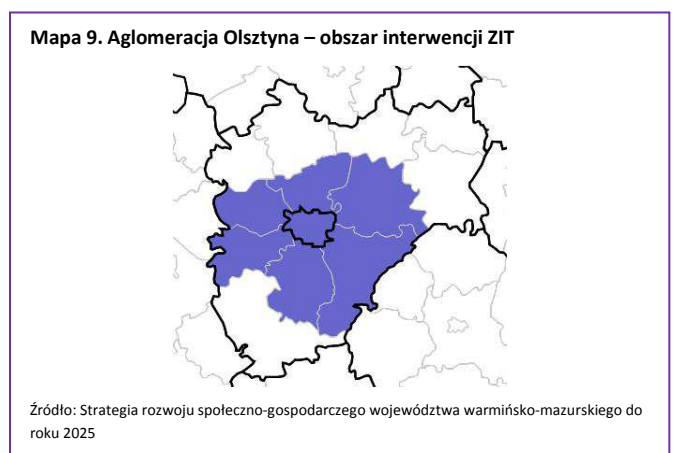 Mapa 9. Aglomeracja Olsztyna – obszar interwencji ZIT
Źródło: Strategia rozwoju społeczno-gospodarczego województwa warmińsko-mazurskiego do
roku 2025